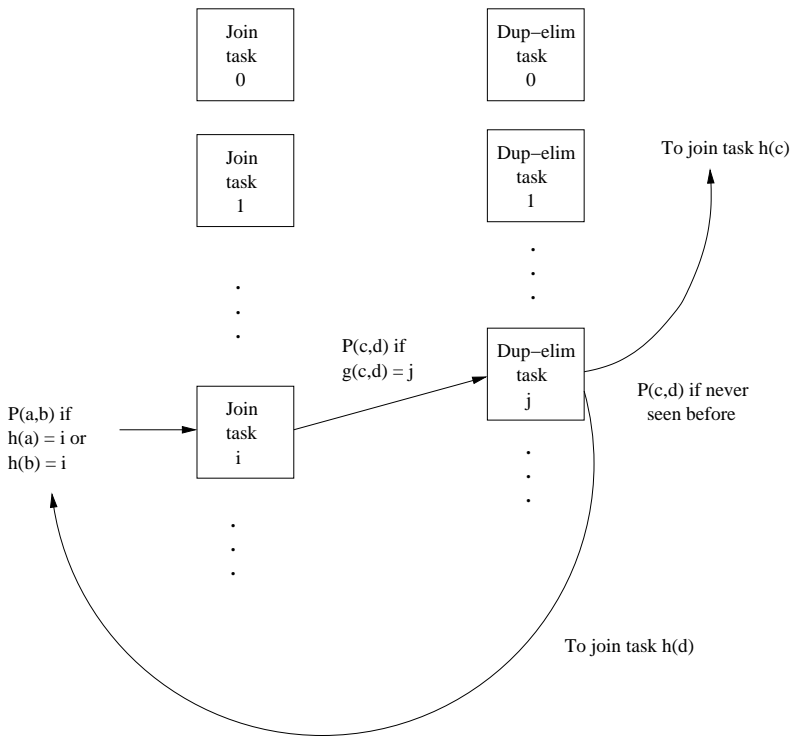 Join
task
0
Dup−elim
task
0
Join
task
1
Dup−elim
task
1
To join task h(c)
P(c,d) if
g(c,d) = j
Dup−elim
task
j
P(c,d) if never
seen before
P(a,b) if
h(a) = i or
h(b) = i
Join
task
i
To join task h(d)